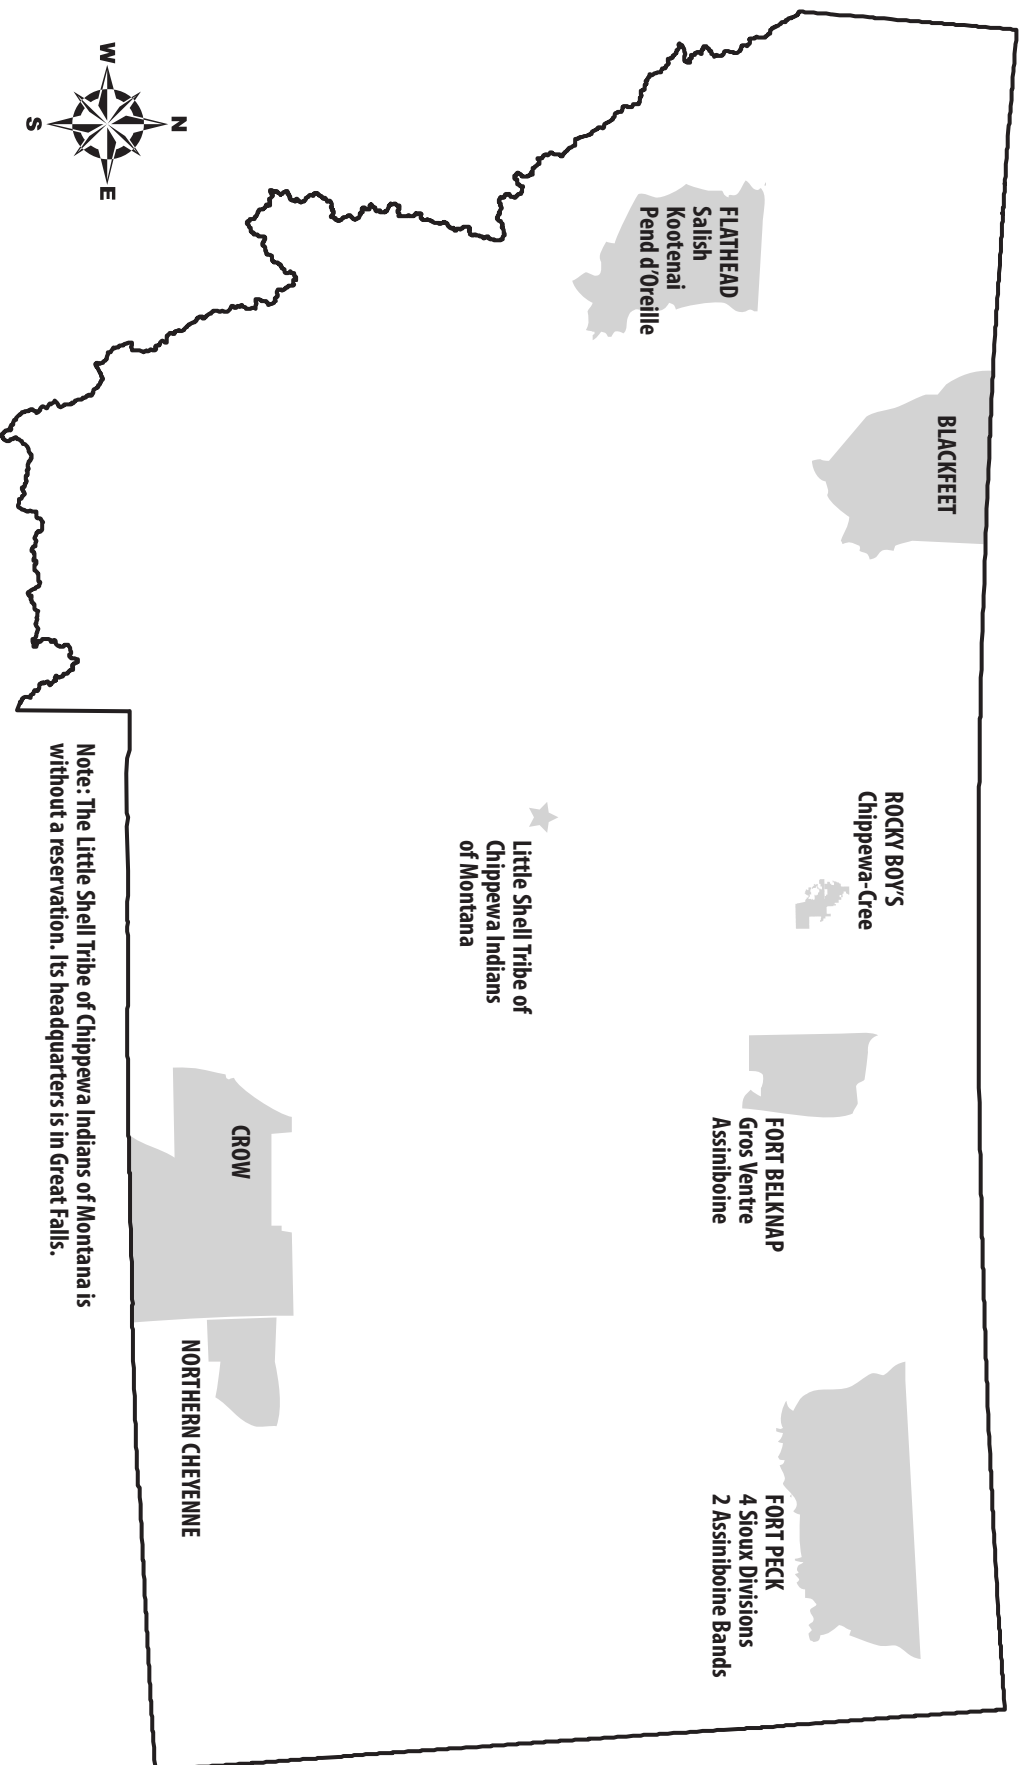 BLACKFEET
FLATHEAD
Salish
Kootenai
Pend d'Oreille
ROCKY BOY'S
Chippewa-Cree
FORT BELKNAP
Gros Ventre
Assiniboine
FORT PECK
4 Sioux Divisions
2 Assiniboine Bands
Little Shell Tribe of
Chippewa Indians
of Montana
CROW
NORTHERN CHEYENNE
N
W
E
S
Note: The Little Shell Tribe of Chippewa Indians of Montana is
without a reservation. Its headquarters is in Great Falls.